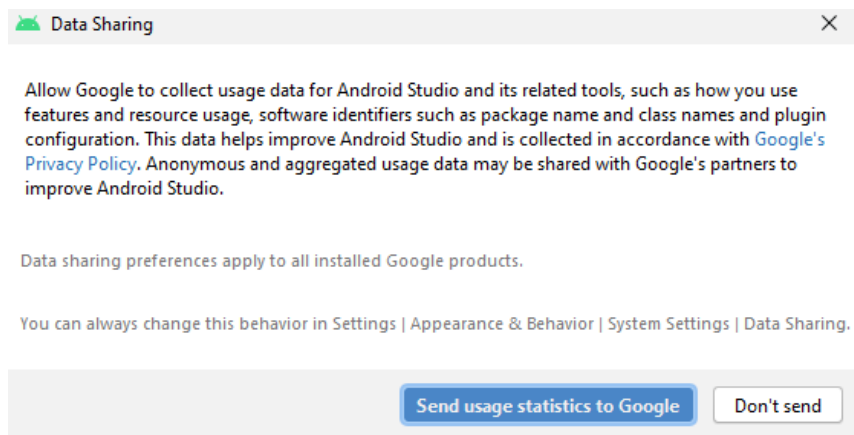 Data Sharing
Allow Google to collect usage data for Android Studio and its related tools, such as how you use
features and resource usage, software identifiers such as package name and class names and plugin
configuration. This data helps improve Android Studio and is collected in accordance with Google's
Privacy Policy. Anonymous and aggregated usage data may be shared with Google's partners to
improve Android Studio.
Data sharing preferences apply to all installed Google products.
You can always change this behavior in Settings | Appearance & Behavior | System Settings | Data Sharing.
Send usage statistics to Google
Don't send